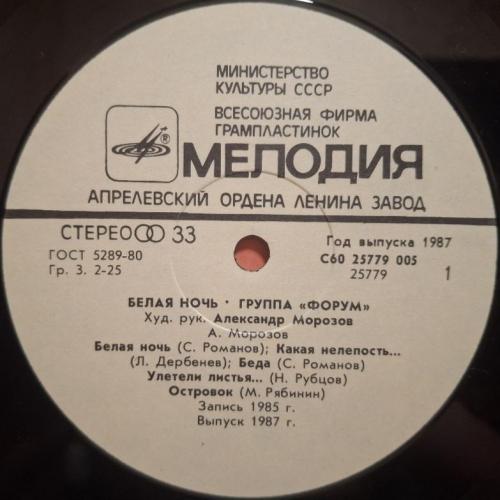 МИНИСТЕРСТВО
КУЛЬТУРЫ СССР
ВСЕСОЮЗНАЯ ФИРМА
ГРАМПЛАСТИНОК
® МЕЛОДИЯ
АПРЕЛЕВСКИЙ ОРДЕНА ЛЕНИНА ЗАВОД
СТЕРЕО 33
Год выпуска 1987
ГОСТ 5289-80
С60 25779 005
Гр. 3. 2-25
25779 1
БЕЛАЯ НОЧЬ · ГРУППА «ФОРУМ»
Худ. рук. Александр Морозов
А. Морозов
Белая ночь (С. Романов); Какая нелепость...
(Л. Дербенев); Беда (С. Романов)
Улетели листья... (Н. Рубцов)
Островок (М. Рябинин)
Запись 1985 г.
Выпуск 1987 г.